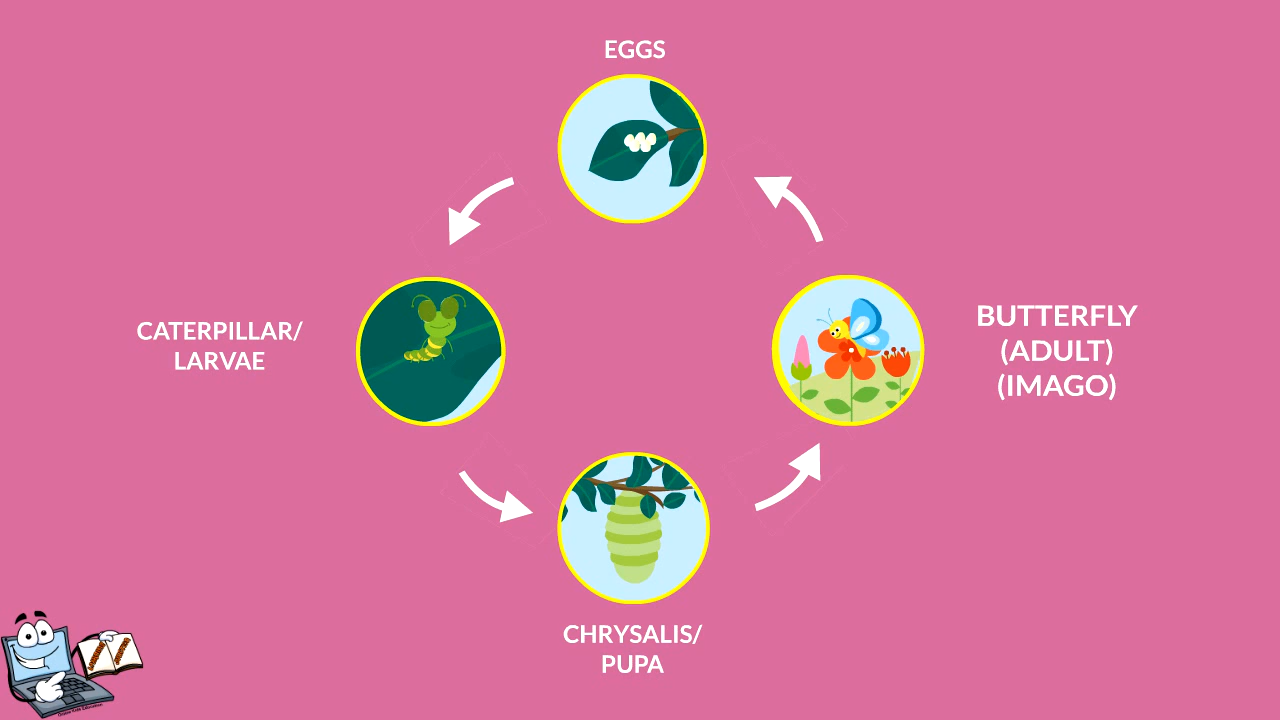 EGGS
CATERPILLAR/
LARVAE
BUTTERFLY
(ADULT)
(IMAGO)
CHRYSALIS/
PUPA